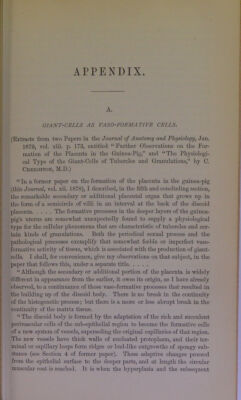 APPENDIX.
A.
GIANT-CELLS AS VASO-FORMATIVE CELLS.
(Extracts from two Papers in the Journal of Anatomy and Physiology, Jan.
1879, vol. xiii. p. 173, entitled “Further Observations on the For-
mation of the Placenta in the Guinea-Pig,” and “The Physiologi-
cal Type of the Giant-Cells of Tubercles and Granulations,” by C.
CREIGHTON, M.D.)
“In a former paper on the formation of the placenta in the guinea-pig
(this Journal, vol. xii. 1878), I described, in the fifth and concluding section,
the remarkable secondary or additional placental organ that grows up in
the form of a semicircle of villi in an interval at the back of the discoid
placenta. . . . . The formative processes in the deeper layers of the guinea-
pig's uterus are somewhat unexpectedly found to supply a physiological
type for the cellular phenomena that are characteristic of tubercles and cer-
tain kinds of granulations. Both the periodical sexual process and the
pathological processes exemplify that somewhat feeble or imperfect vaso-
formative activity of tissue, which is associated with the production of giant-
cells. I shall, for convenience, give my observations on that subject, in the
paper that follows this, under a separate title. . . . .
“Although the secondary or additional portion of the placenta is widely
different in appearance from the earlier, it owes its origin, as I have already
observed, to a continuance of those vaso-formative processes that resulted in
the building up of the discoid body. There is no break in the continuity
of the histogenetic process; but there is a more or less abrupt break in the
continuity of the matrix tissue.
“The discoid body is formed by the adaptation of the rich and succulent
perivascular cells of the sub-epithelial region to become the formative cells
of a new system of vessels, superseding the original capillaries of that region.
The new vessels have thick walls of nucleated protoplasm, and their ter-
minal or capillary loops form ridges or bud-like outgrowths of spongy sub-
stance (see Section 4 of former paper). These adaptive changes proceed
from the epithelial surface to the deeper parts, and at length the circular
muscular coat is reached. It is when the hyperplasia and the subsequent